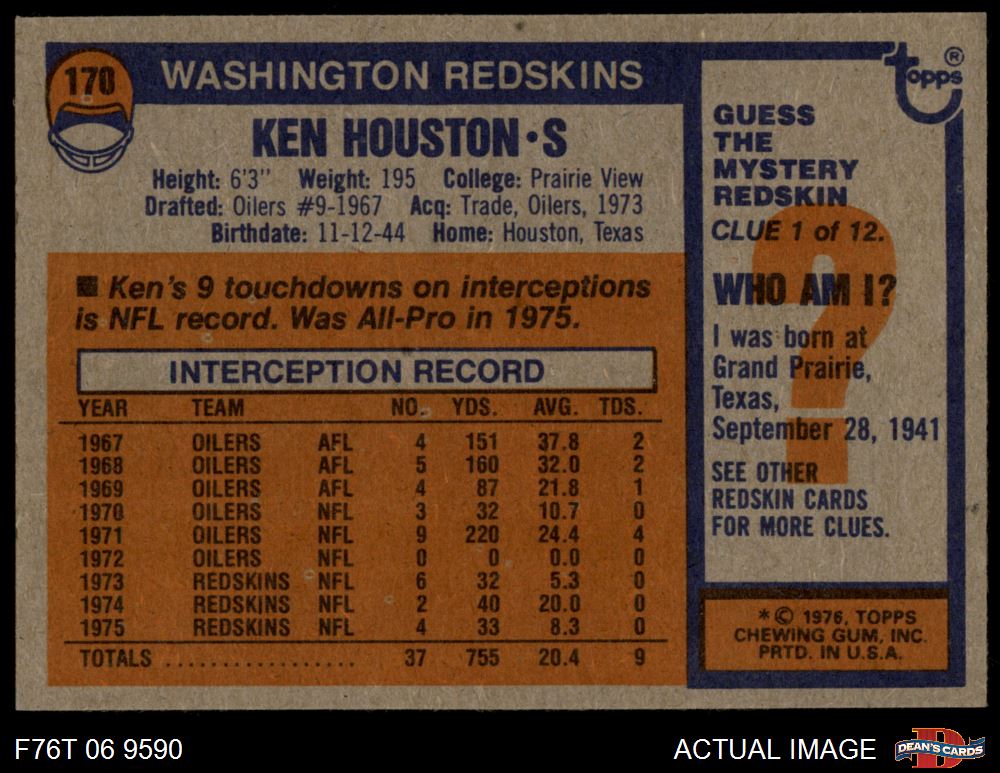 170
WASHINGTON REDSKINS
KEN HOUSTON•S
Height: 6'3" Weight: 195 College: Prairie View
Drafted: Oilers #9-1967 Acq: Trade, Oilers, 1973
Birthdate: 11-12-44 Home: Houston, Texas
■ Ken's 9 touchdowns on interceptions
is NFL record. Was All-Pro in 1975.
INTERCEPTION RECORD
YEAR TEAM NO. YDS. AVG. TDS.
1967 OILERS AFL 4 151 37.8 2
1968 OILERS AFL 5 160 32.0 2
1969 OILERS AFL 4 87 21.8 1
1970 OILERS NFL 3 32 10.7 0
1971 OILERS NFL 9 220 24.4 4
1972 OILERS NFL 0 0 0.0 0
1973 REDSKINS NFL 6 32 5.3 0
1974 REDSKINS NFL 2 40 20.0 0
1975 REDSKINS NFL 4 33 8.3 0
TOTALS .................. 37 755 20.4 9
topps®
GUESS
THE
MYSTERY
REDSKIN
CLUE 1 of 12.
?
WHO AM I?
I was born at
Grand Prairie,
Texas,
September 28, 1941
SEE OTHER
REDSKIN CARDS
FOR MORE CLUES.
*© 1976, TOPPS
CHEWING GUM, INC.
PRTD. IN U.S.A.
F76T 06 9590
ACTUAL IMAGE
D
DEAN'S CARDS